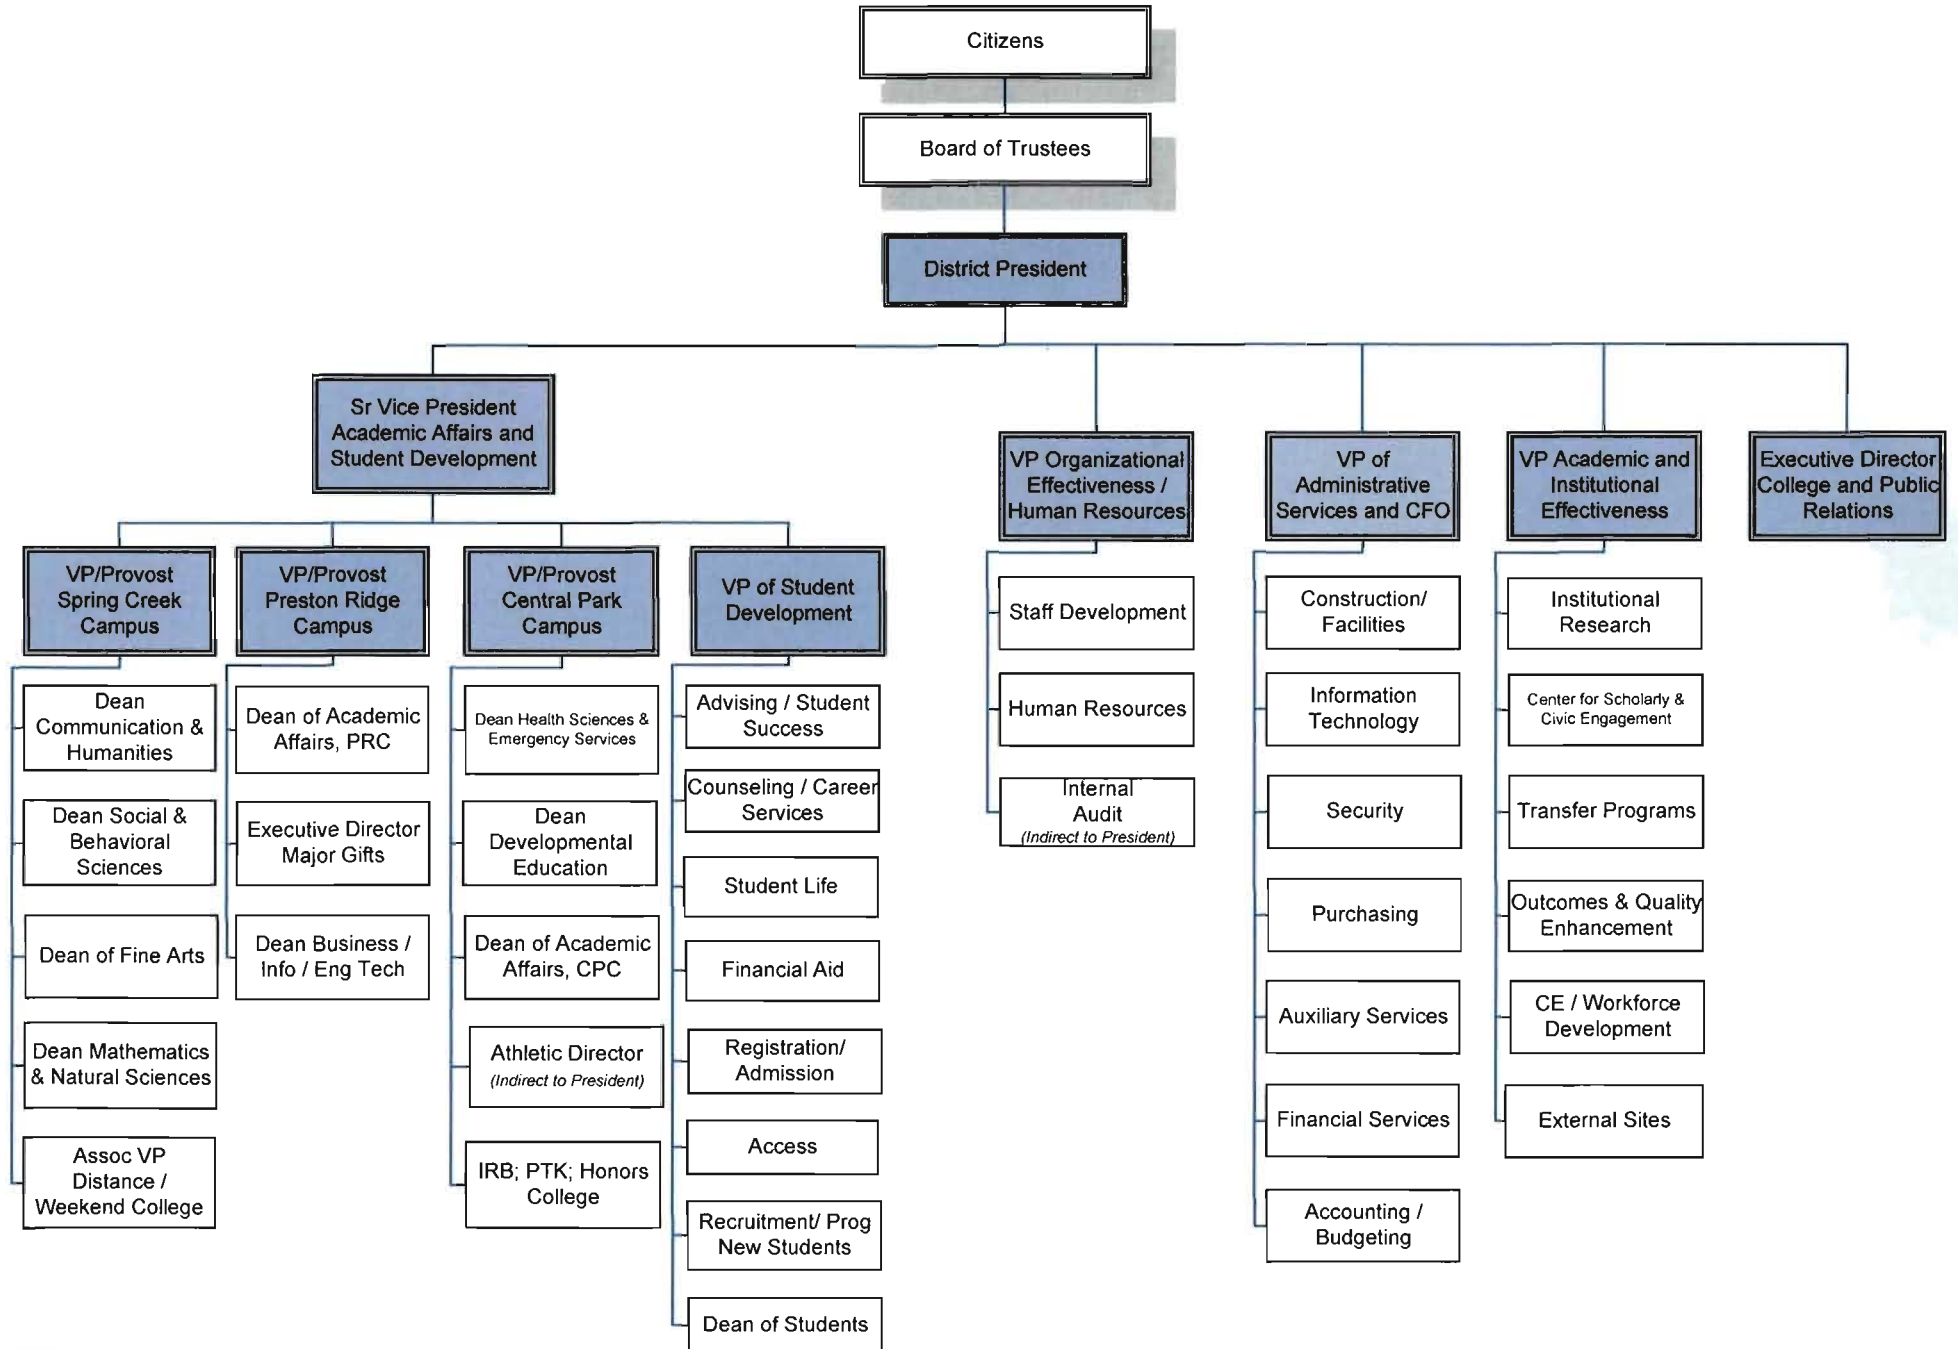 Citizens
Board of Trustees
District President
Sr Vice President
Academic Affairs and
Student Development
VP Organizational
Effectiveness /
Human Resources
VP of
Administrative
Services and CFO
VP Academic and
Institutional
Effectiveness
Executive Director
College and Public
Relations
VP/Provost
Spring Creek
Campus
VP/Provost
Preston Ridge
Campus
VP/Provost
Central Park
Campus
VP of Student
Development
Dean
Communication &
Humanities
Dean Social &
Behavioral
Sciences
Dean of Fine Arts
Dean Mathematics
& Natural Sciences
Assoc VP
Distance /
Weekend College
Dean of Academic
Affairs, PRC
Executive Director
Major Gifts
Dean Business /
Info / Eng Tech
Dean Health Sciences &
Emergency Services
Dean
Developmental
Education
Dean of Academic
Affairs, CPC
Athletic Director
(Indirect to President)
IRB; PTK; Honors
College
Advising / Student
Success
Counseling / Career
Services
Student Life
Financial Aid
Registration/
Admission
Access
Recruitment/ Prog
New Students
Dean of Students
Staff Development
Human Resources
Internal
Audit
(Indirect to President)
Construction/
Facilities
Information
Technology
Security
Purchasing
Auxiliary Services
Financial Services
Accounting /
Budgeting
Institutional
Research
Center for Scholarly &
Civic Engagement
Transfer Programs
Outcomes & Quality
Enhancement
CE / Workforce
Development
External Sites